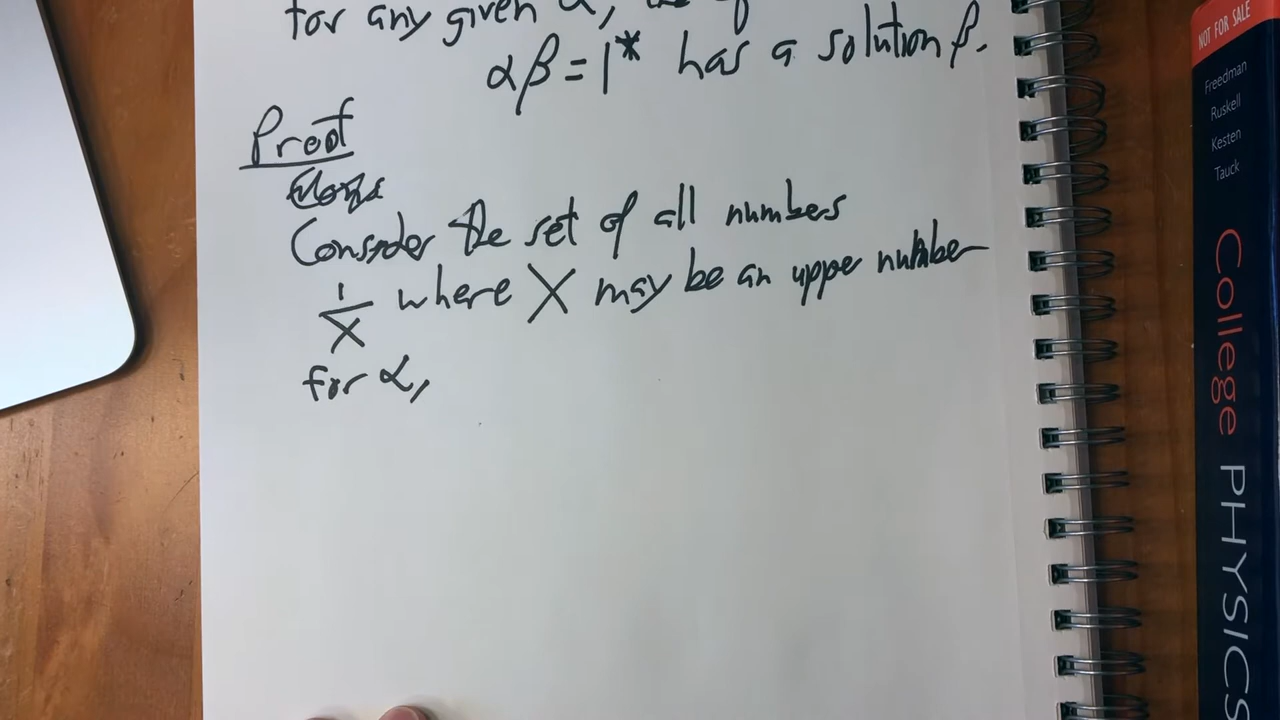 for any given α, the
αβ = 1* has a solution β.
Proof
Consider the set of all numbers
1/X where X may be an upper number
for α,
NOT FOR SALE
Freedman
Ruskell
Kesten
Tauck
College PHYSICS